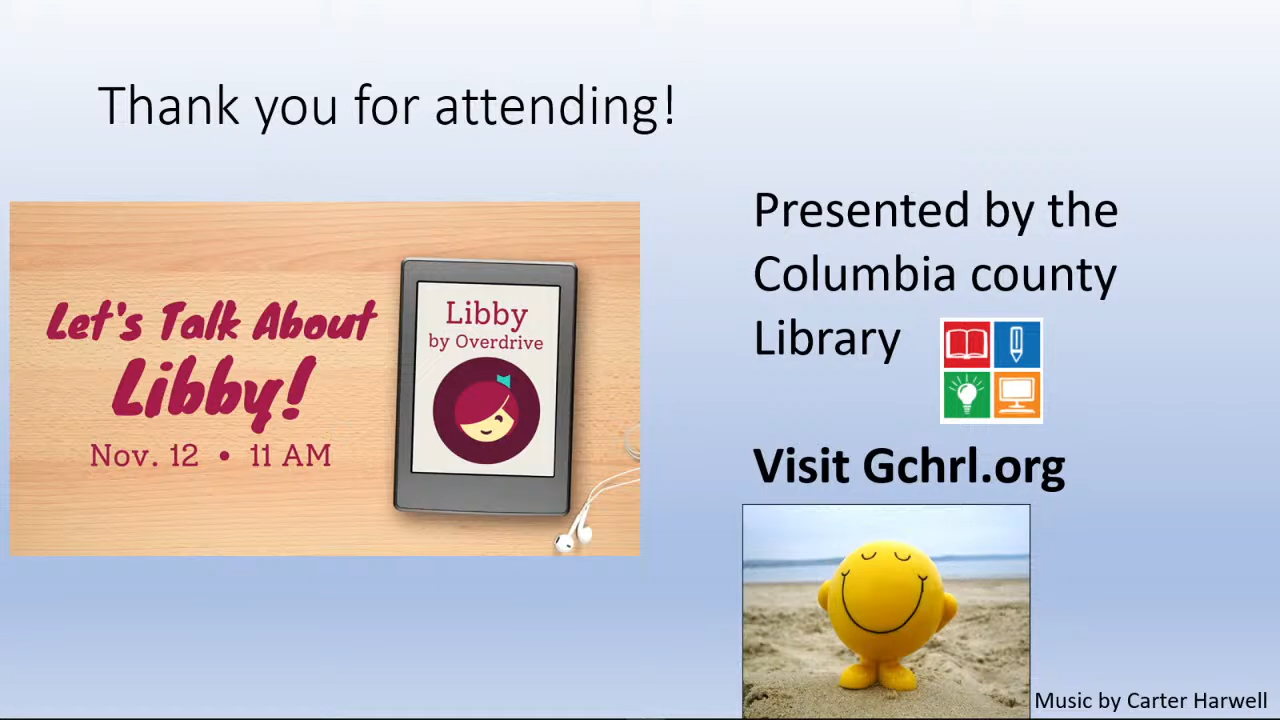 Thank you for attending!
Let's Talk About
Libby!
Nov. 12 • 11 AM
Libby
by Overdrive
Presented by the
Columbia county
Library
Visit Gchrl.org
Music by Carter Harwell